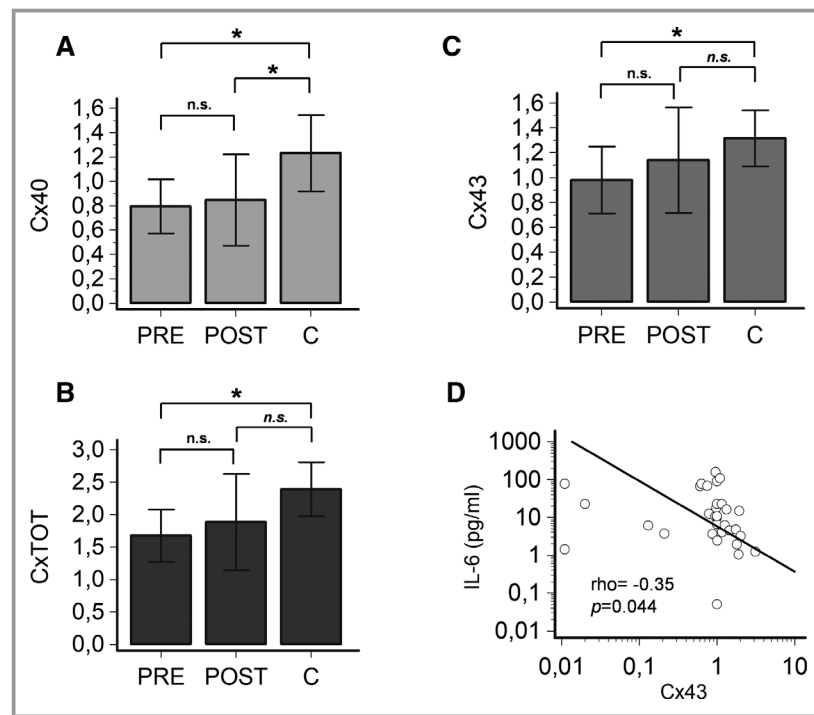 A
*
*
n.s.
1,6
1,4
1,2
1,0
0,8
0,6
0,4
0,2
0,0
Cx40
PRE POST C
C
*
n.s. n.s.
1,6
1,4
1,2
1,0
0,8
0,6
0,4
0,2
0,0
Cx43
PRE POST C
B
*
n.s. n.s.
3,0
2,5
2,0
1,5
1,0
0,5
0,0
CxTOT
PRE POST C
D
1000
100
10
1
0,1
0,01
IL-6 (pg/ml)
rho= -0.35
p=0.044
0,01 0,1 1 10
Cx43